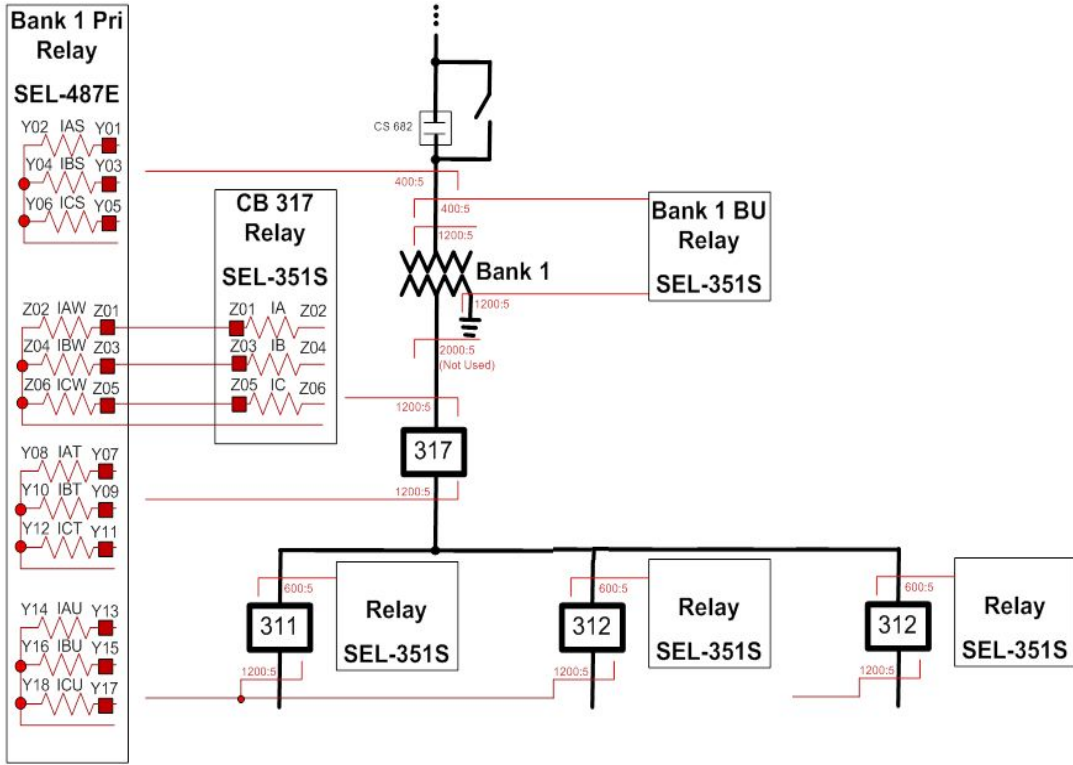 Bank 1 Pri
Relay
SEL-487E
Y02 IAS Y01
Y04 IBS Y03
Y06 ICS Y05
Z02 IAW Z01
Z04 IBW Z03
Z06 ICW Z05
Y08 IAT Y07
Y10 IBT Y09
Y12 ICT Y11
Y14 IAU Y13
Y16 IBU Y15
Y18 ICU Y17
CB 317
Relay
SEL-351S
Z01 IA Z02
Z03 IB Z04
Z05 IC Z06
CS 682
400:5
400:5
1200:5
Bank 1
1200:5
2000:5
(Not Used)
1200:5
317
1200:5
Bank 1 BU
Relay
SEL-351S
600:5
311
1200:5
Relay
SEL-351S
600:5
312
1200:5
Relay
SEL-351S
600:5
312
1200:5
Relay
SEL-351S